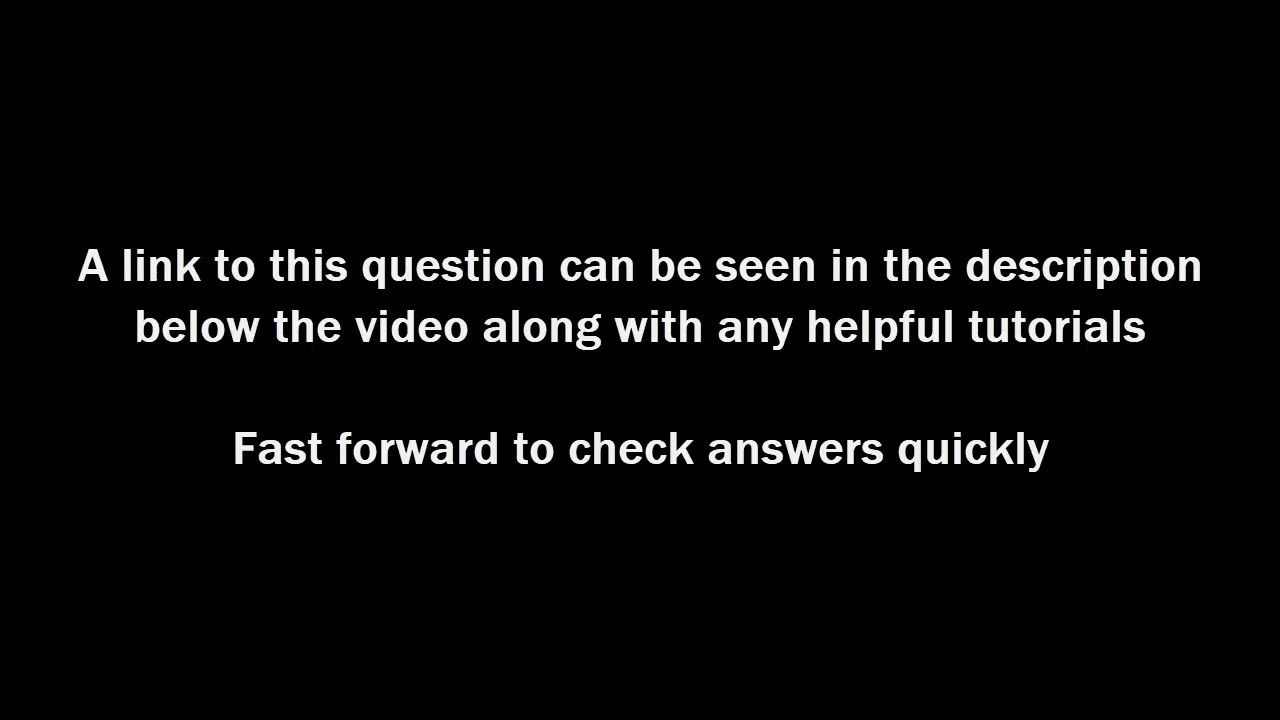 A link to this question can be seen in the description
below the video along with any helpful tutorials
Fast forward to check answers quickly